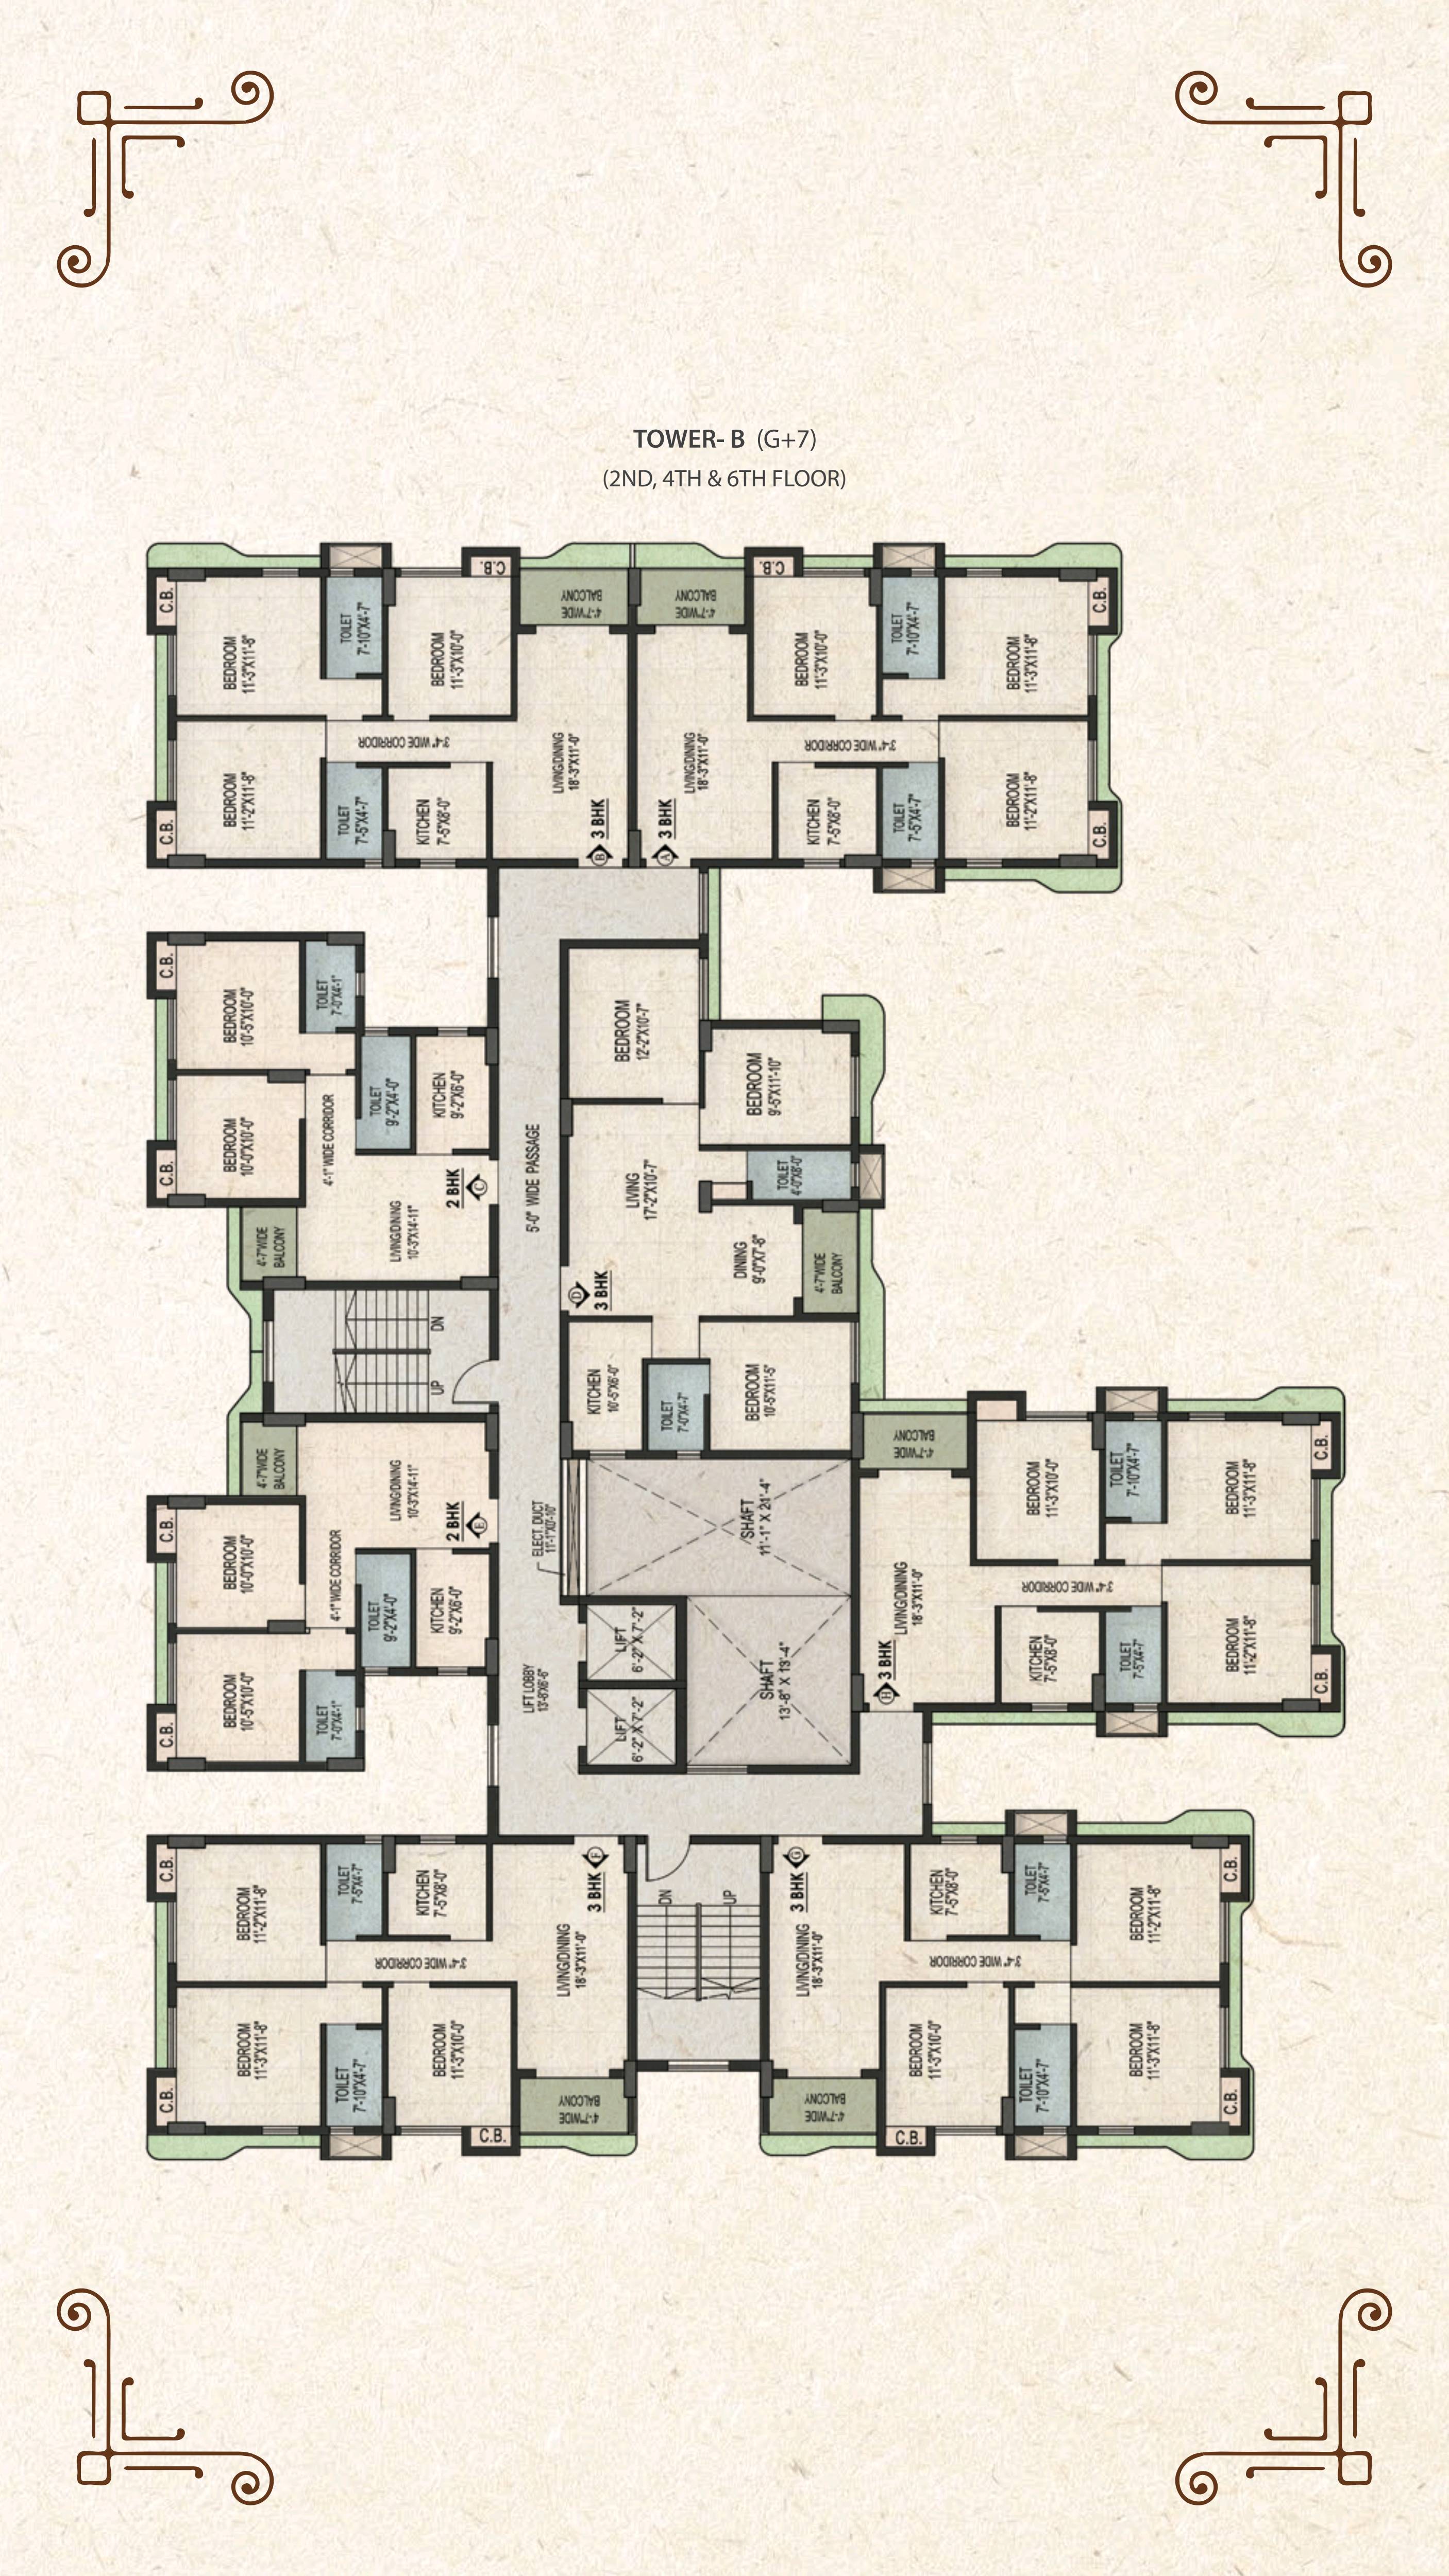 TOWER- B (G+7)
(2ND, 4TH & 6TH FLOOR)
C.B.
BEDROOM
11'-3"X11'-8"
TOILET
7'-10"X4'-7"
BEDROOM
11'-3"X10'-0"
C.B.
4'-7"WIDE
BALCONY
4'-7"WIDE
BALCONY
C.B.
BEDROOM
11'-3"X10'-0"
TOILET
7'-10"X4'-7"
BEDROOM
11'-3"X11'-8"
C.B.
3'-4" WIDE CORRIDOR
LIVING/DINING
18'-3"X11'-0"
LIVING/DINING
18'-3"X11'-0"
3'-4" WIDE CORRIDOR
C.B.
BEDROOM
11'-2"X11'-8"
TOILET
7'-5"X4'-7"
KITCHEN
7'-5"X8'-0"
B 3 BHK
A 3 BHK
KITCHEN
7'-5"X8'-0"
TOILET
7'-5"X4'-7"
BEDROOM
11'-2"X11'-8"
C.B.
C.B.
BEDROOM
10'-5"X10'-0"
TOILET
7'-0"X4'-1"
BEDROOM
12'-2"X10'-7"
BEDROOM
9'-5"X11'-10"
C.B.
BEDROOM
10'-0"X10'-0"
4'-1" WIDE CORRIDOR
TOILET
9'-2"X4'-0"
KITCHEN
9'-2"X6'-0"
2 BHK
C
5'-0" WIDE PASSAGE
LIVING
17'-2"X10'-7"
TOILET
4'-0"X8'-0"
4'-7"WIDE
BALCONY
LIVING/DINING
10'-3"X14'-11"
DINING
9'-0"X7'-8"
4'-7"WIDE
BALCONY
D
3 BHK
DN
UP
KITCHEN
10'-5"X6'-0"
TOILET
7'-0"X4'-7"
BEDROOM
10'-5"X11'-5"
4'-7"WIDE
BALCONY
LIVING/DINING
10'-3"X14'-11"
2 BHK
E
ELECT. DUCT
11'-1"X0'-10"
SHAFT
11'-1" X 21'-4"
4'-7"WIDE
BALCONY
BEDROOM
11'-3"X10'-0"
TOILET
7'-10"X4'-7"
BEDROOM
11'-3"X11'-8"
C.B.
C.B.
BEDROOM
10'-0"X10'-0"
4'-1" WIDE CORRIDOR
TOILET
9'-2"X4'-0"
KITCHEN
9'-2"X6'-0"
LIVING/DINING
18'-3"X11'-0"
3'-4" WIDE CORRIDOR
C.B.
BEDROOM
10'-5"X10'-0"
TOILET
7'-0"X4'-1"
LIFT LOBBY
13'-8"X6'-6"
LIFT
6'-2"X7'-2"
LIFT
6'-2"X7'-2"
SHAFT
13'-8" X 19'-4"
H 3 BHK
KITCHEN
7'-5"X8'-0"
TOILET
7'-5"X4'-7"
BEDROOM
11'-2"X11'-8"
C.B.
C.B.
BEDROOM
11'-2"X11'-8"
TOILET
7'-5"X4'-7"
KITCHEN
7'-5"X8'-0"
3 BHK F
DN
UP
3 BHK G
KITCHEN
7'-5"X8'-0"
TOILET
7'-5"X4'-7"
BEDROOM
11'-2"X11'-8"
C.B.
3'-4" WIDE CORRIDOR
LIVING/DINING
18'-3"X11'-0"
LIVING/DINING
18'-3"X11'-0"
3'-4" WIDE CORRIDOR
C.B.
BEDROOM
11'-3"X11'-8"
TOILET
7'-10"X4'-7"
BEDROOM
11'-3"X10'-0"
C.B.
4'-7"WIDE
BALCONY
4'-7"WIDE
BALCONY
C.B.
BEDROOM
11'-3"X10'-0"
TOILET
7'-10"X4'-7"
BEDROOM
11'-3"X11'-8"
C.B.